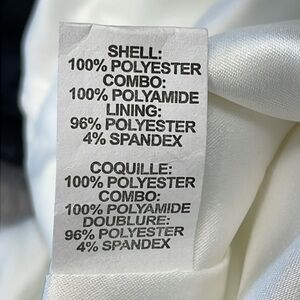 SHELL:
100% POLYESTER
COMBO:
100% POLYAMIDE
LINING:
96% POLYESTER
4% SPANDEX
COQUILLE:
100% POLYESTER
COMBO:
100% POLYAMIDE
DOUBLURE:
96% POLYESTER
4% SPANDEX